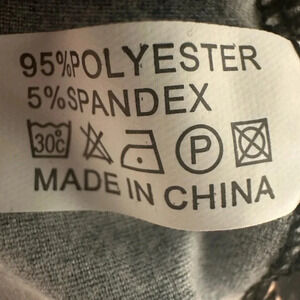 95%POLYESTER
5%SPANDEX
30℃ P
MADE IN CHINA